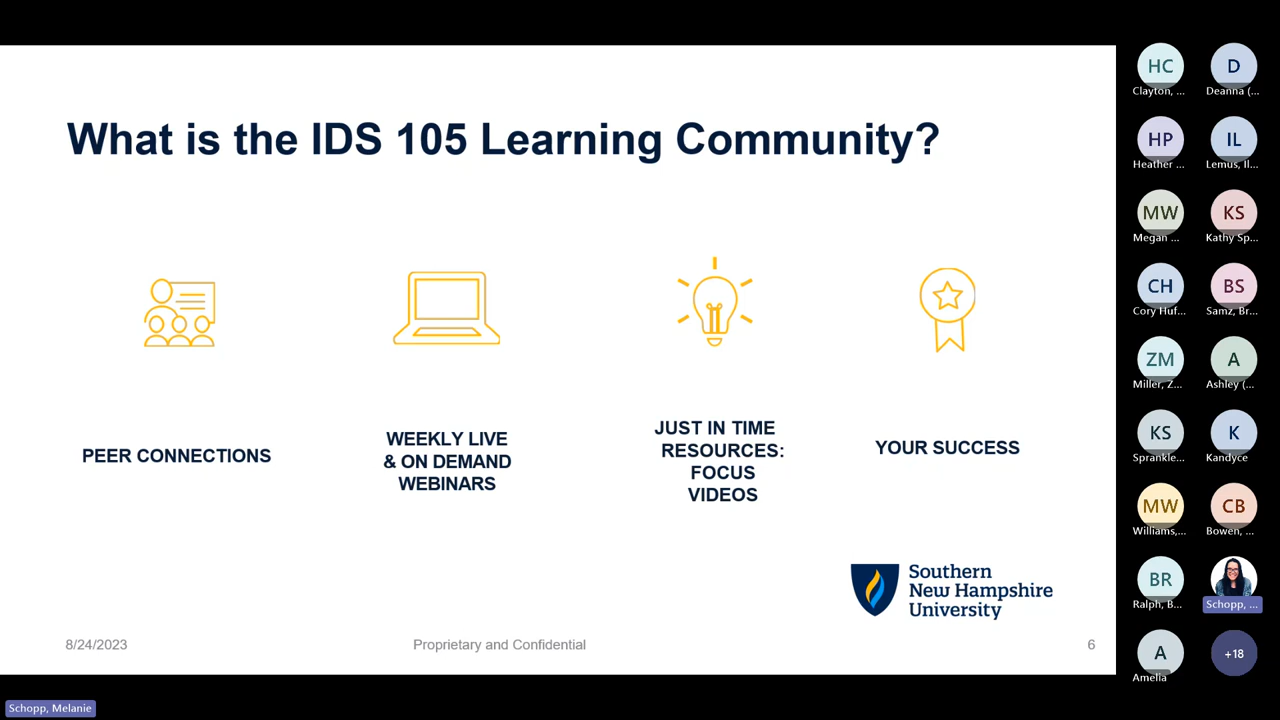 What is the IDS 105 Learning Community?
PEER CONNECTIONS
WEEKLY LIVE
& ON DEMAND
WEBINARS
JUST IN TIME
RESOURCES:
FOCUS
VIDEOS
YOUR SUCCESS
Southern
New Hampshire
University
8/24/2023
Proprietary and Confidential
6
HC
Clayton, ...
D
Deanna (...
HP
Heather ...
IL
Lemus, Il...
MW
Megan ...
KS
Kathy Sp...
CH
Cory Huf...
BS
Samz, Br...
ZM
Miller, Z...
A
Ashley (...
KS
Sprankle...
K
Kandyce
MW
Williams,...
CB
Bowen, ...
BR
Ralph, B...
Schopp, ...
A
Amelia
+18
Schopp, Melanie